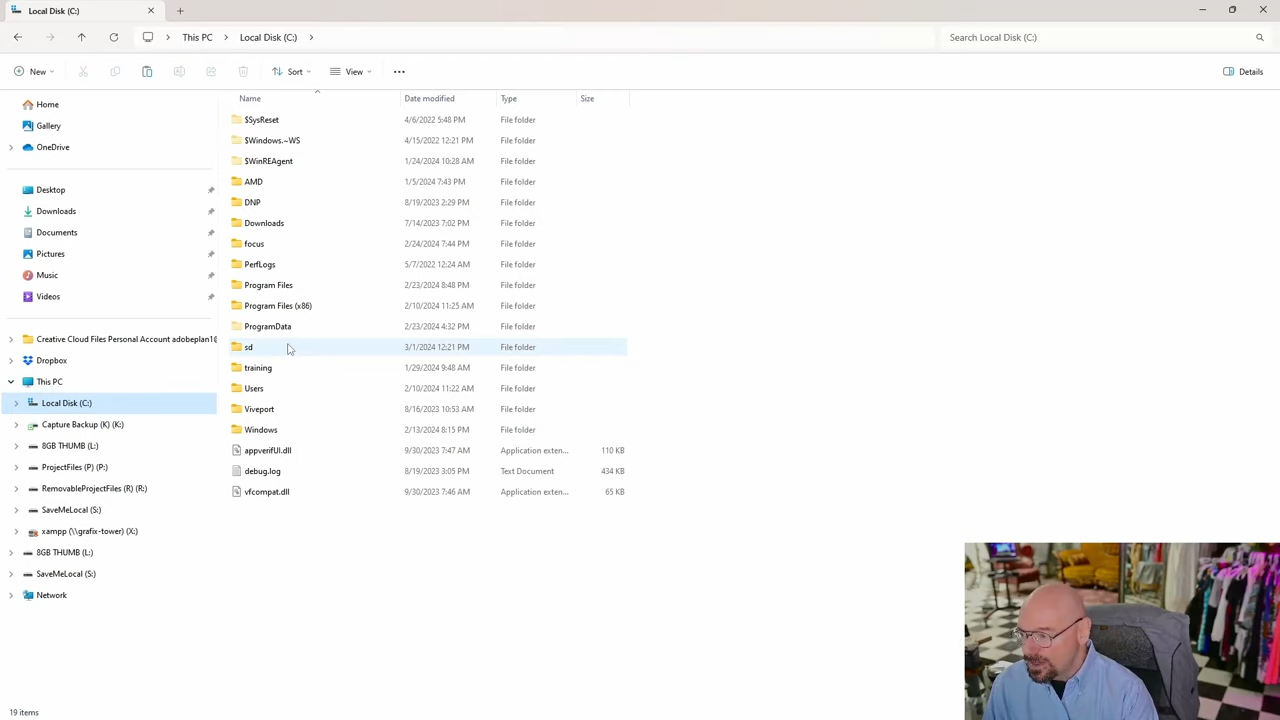 Local Disk (C:)
This PC
Local Disk (C:)
Search Local Disk (C:)
New
Sort
View
Details
Home
Gallery
OneDrive
Desktop
Downloads
Documents
Pictures
Music
Videos
Creative Cloud Files Personal Account adobeplan1@
Dropbox
This PC
Local Disk (C:)
Capture Backup (K) (K:)
8GB THUMB (L:)
ProjectFiles (P) (P:)
RemovableProjectFiles (R) (R:)
SaveMeLocal (S:)
xampp (\\grafix-tower) (X:)
8GB THUMB (L:)
SaveMeLocal (S:)
Network
Name Date modified Type Size
$SysReset 4/6/2022 5:48 PM File folder
$Windows.~WS 4/15/2022 12:21 PM File folder
$WinREAgent 1/24/2024 10:28 AM File folder
AMD 1/5/2024 7:43 PM File folder
DNP 8/19/2023 2:29 PM File folder
Downloads 7/14/2023 7:02 PM File folder
focus 2/24/2024 7:44 PM File folder
PerfLogs 5/7/2022 12:24 AM File folder
Program Files 2/23/2024 8:48 PM File folder
Program Files (x86) 2/10/2024 11:25 AM File folder
ProgramData 2/23/2024 4:32 PM File folder
sd 3/1/2024 12:21 PM File folder
training 1/29/2024 9:48 AM File folder
Users 2/10/2024 11:22 AM File folder
Viveport 8/16/2023 10:53 AM File folder
Windows 2/13/2024 8:15 PM File folder
appverifUI.dll 9/30/2023 7:47 AM Application exten... 110 KB
debug.log 8/19/2023 3:05 PM Text Document 434 KB
vfcompat.dll 9/30/2023 7:46 AM Application exten... 65 KB
19 items